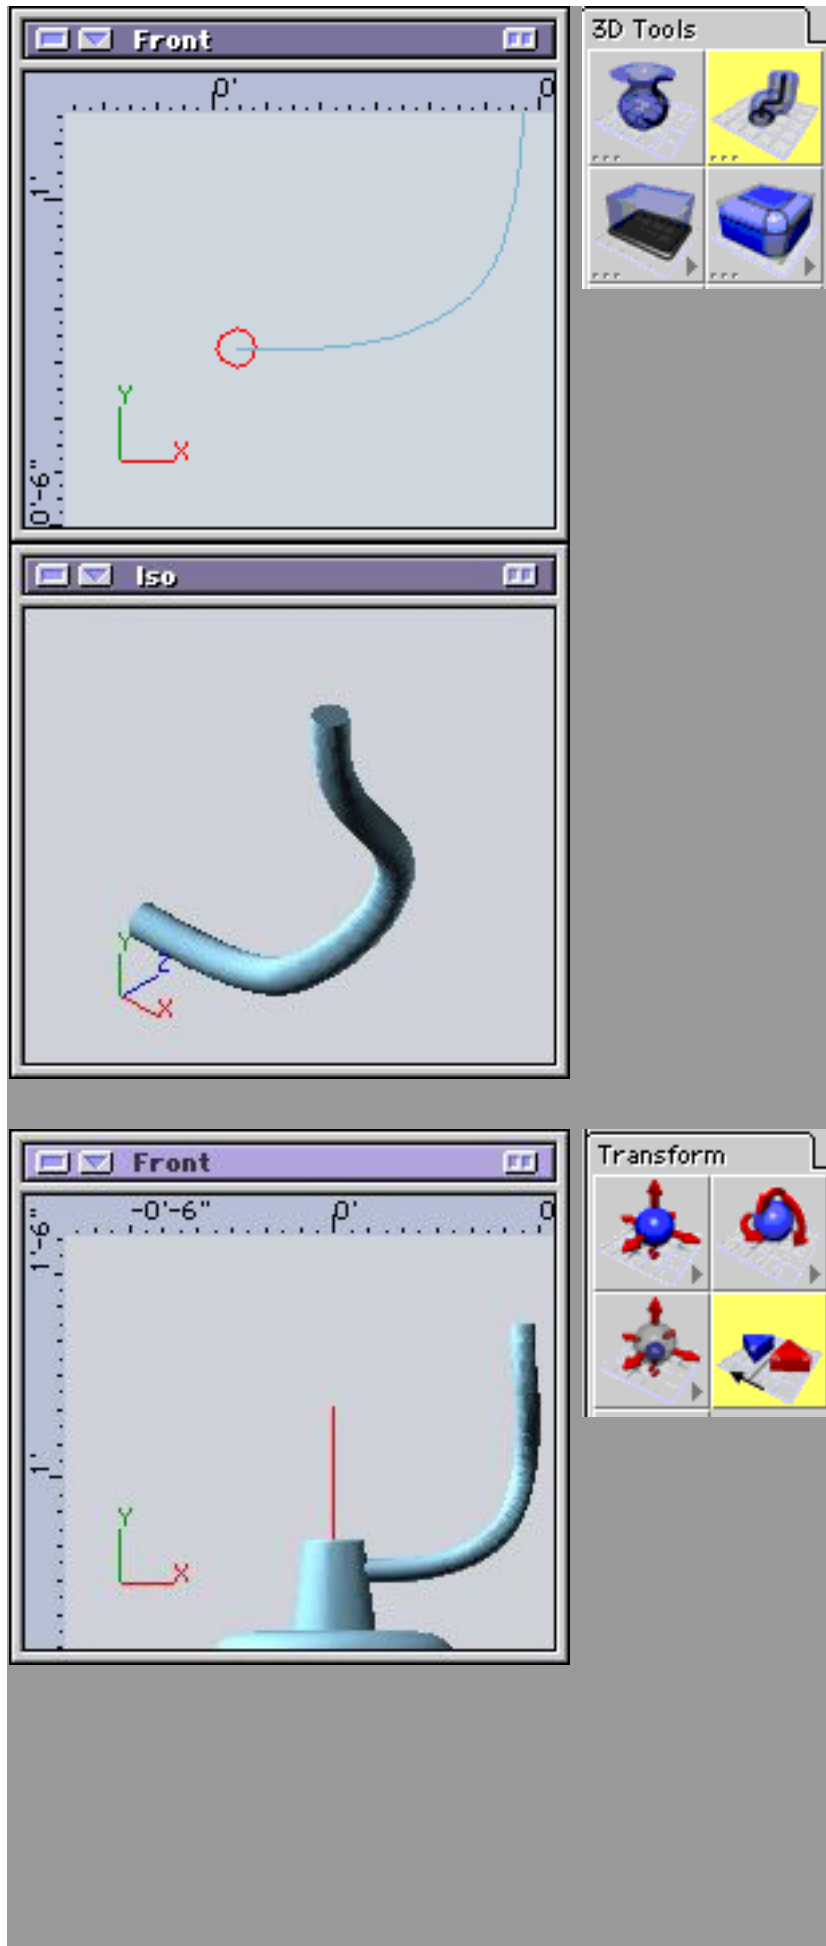 Front
3D Tools
0'
0
1'
0'-6"
Y
X
Iso
Y
Z
X
Front
Transform
-0'-6"
0'
0
1'-6"
1'
Y
X